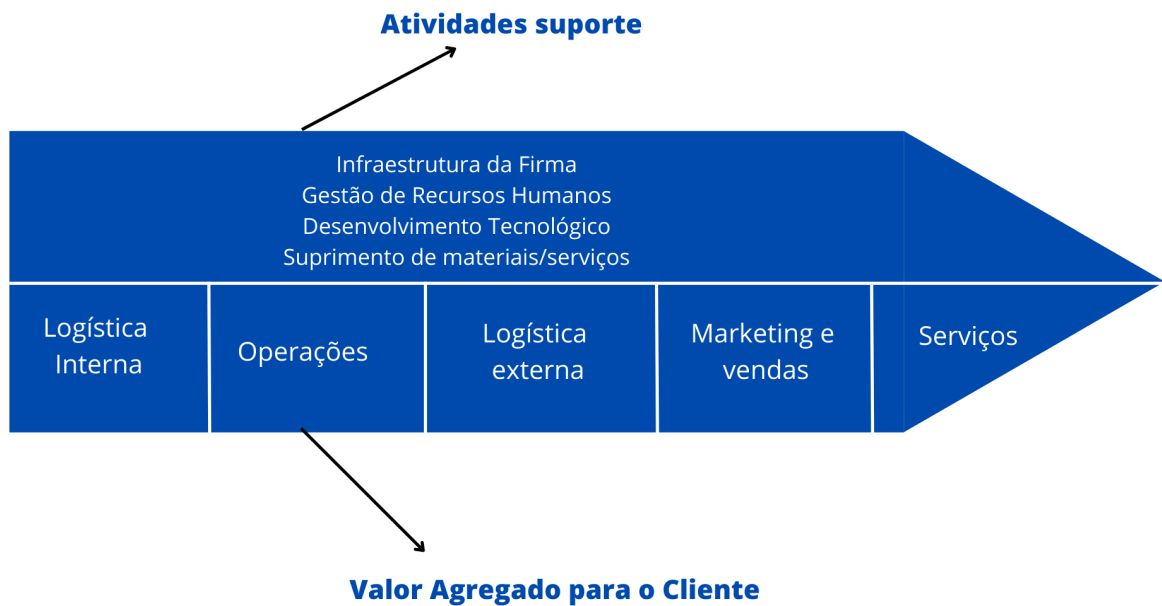 Atividades suporte
Infraestrutura da Firma
Gestão de Recursos Humanos
Desenvolvimento Tecnológico
Suprimento de materiais/serviços
Logística
Interna
Operações
Logística
externa
Marketing e
vendas
Serviços
Valor Agregado para o Cliente